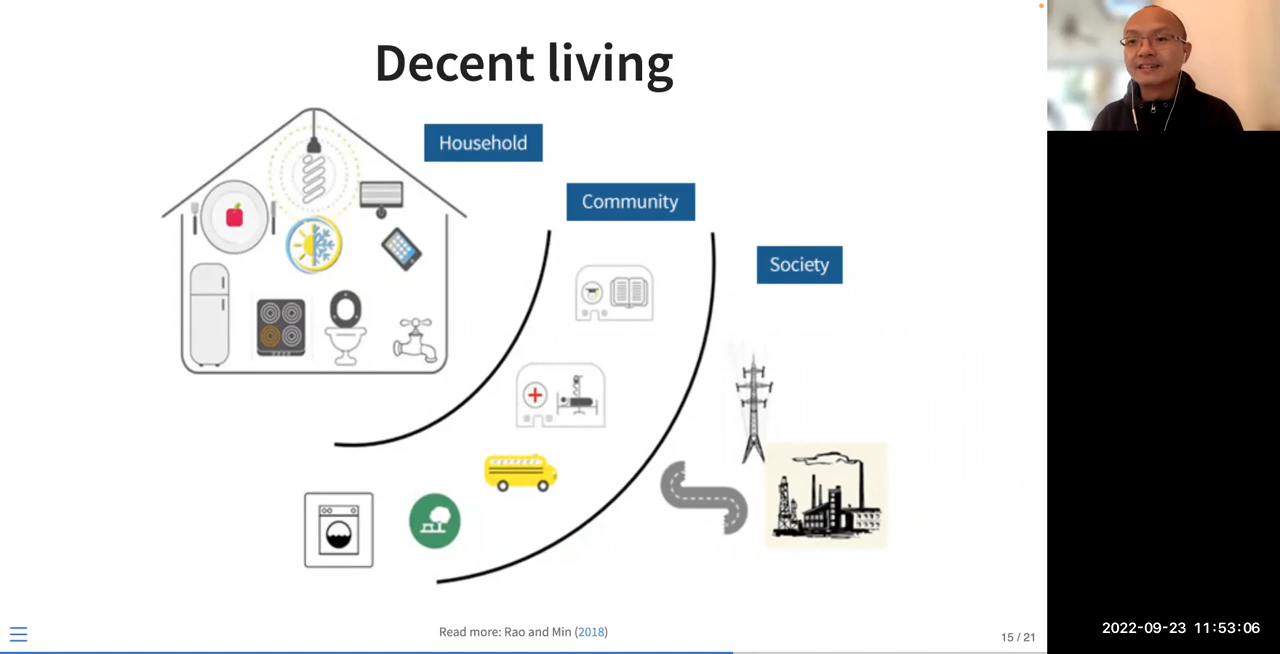 Decent living
Household
Community
Society
Read more: Rao and Min (2018)
15 / 21
2022-09-23 11:53:06